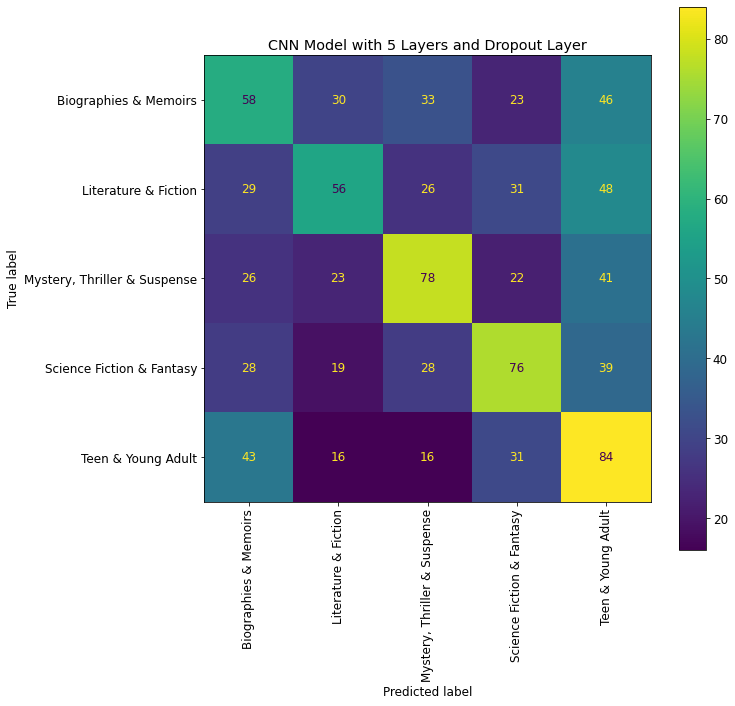 CNN Model with 5 Layers and Dropout Layer
True label
Biographies & Memoirs
58 30 33 23 46
Literature & Fiction
29 56 26 31 48
Mystery, Thriller & Suspense
26 23 78 22 41
Science Fiction & Fantasy
28 19 28 76 39
Teen & Young Adult
43 16 16 31 84
Biographies & Memoirs
Literature & Fiction
Mystery, Thriller & Suspense
Science Fiction & Fantasy
Teen & Young Adult
Predicted label
80
70
60
50
40
30
20